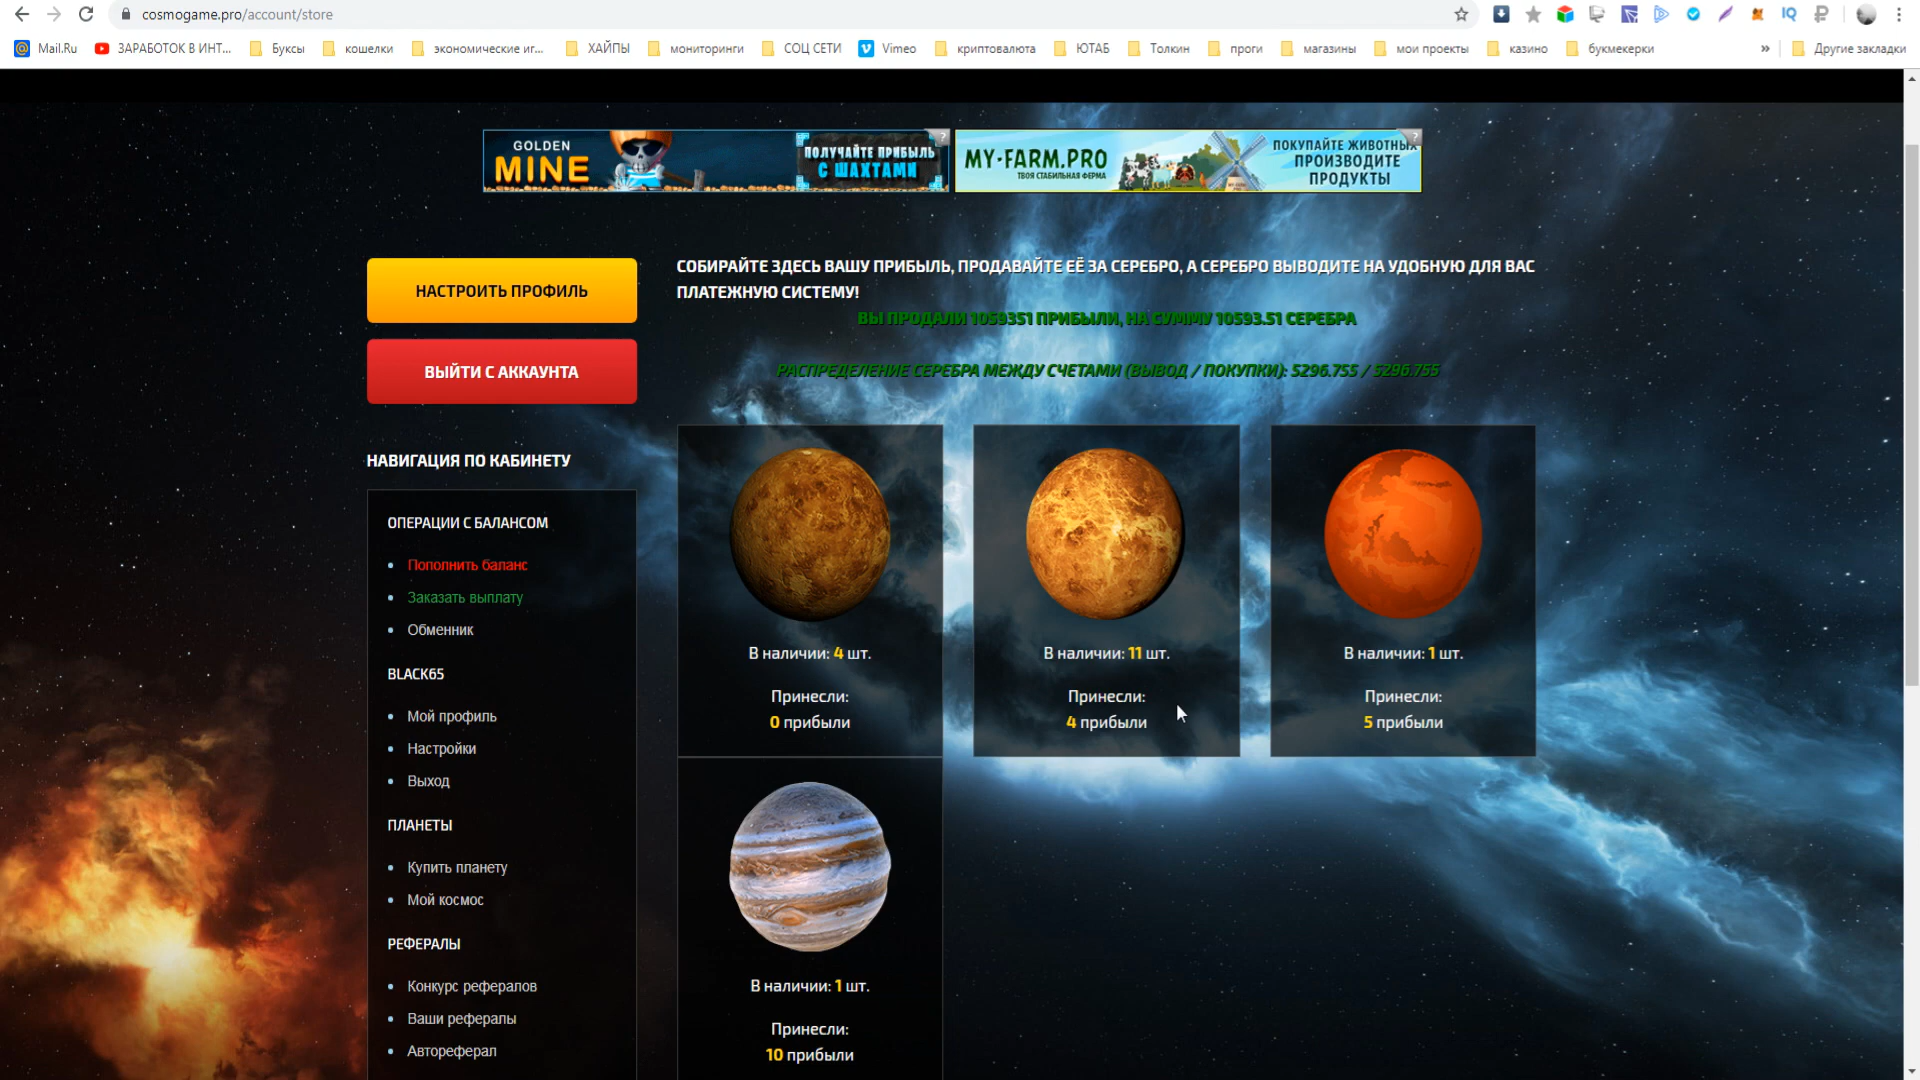 cosmogame.pro/account/store
Mail.Ru
ЗАРАБОТОК В ИНТ...
Буксы
кошелки
экономические иг...
ХАЙПЫ
мониторинги
СОЦ СЕТИ
Vimeo
криптовалюта
ЮТАБ
Толкин
проги
магазины
мои проекты
казино
букмекерки
»
Другие закладки
GOLDEN
MINE
ПОЛУЧАЙТЕ ПРИБЫЛЬ
С ШАХТАМИ
?
MY-FARM.PRO
ТВОЯ СТАБИЛЬНАЯ ФЕРМА
ПОКУПАЙТЕ ЖИВОТНЫХ
ПРОИЗВОДИТЕ
ПРОДУКТЫ
?
НАСТРОИТЬ ПРОФИЛЬ
ВЫЙТИ С АККАУНТА
НАВИГАЦИЯ ПО КАБИНЕТУ
ОПЕРАЦИИ С БАЛАНСОМ
Пополнить баланс
Заказать выплату
Обменник
BLACK65
Мой профиль
Настройки
Выход
ПЛАНЕТЫ
Купить планету
Мой космос
РЕФЕРАЛЫ
Конкурс рефералов
Ваши рефералы
Автореферал
СОБИРАЙТЕ ЗДЕСЬ ВАШУ ПРИБЫЛЬ, ПРОДАВАЙТЕ ЕЁ ЗА СЕРЕБРО, А СЕРЕБРО ВЫВОДИТЕ НА УДОБНУЮ ДЛЯ ВАС
ПЛАТЕЖНУЮ СИСТЕМУ!
ВЫ ПРОДАЛИ 1059351 ПРИБЫЛИ, НА СУММУ 10593.51 СЕРЕБРА
РАСПРЕДЕЛЕНИЕ СЕРЕБРА МЕЖДУ СЧЕТАМИ (ВЫВОД / ПОКУПКИ): 5296.755 / 5296.755
В наличии: 4 шт.
Принесли:
0 прибыли
В наличии: 11 шт.
Принесли:
4 прибыли
В наличии: 1 шт.
Принесли:
5 прибыли
В наличии: 1 шт.
Принесли:
10 прибыли